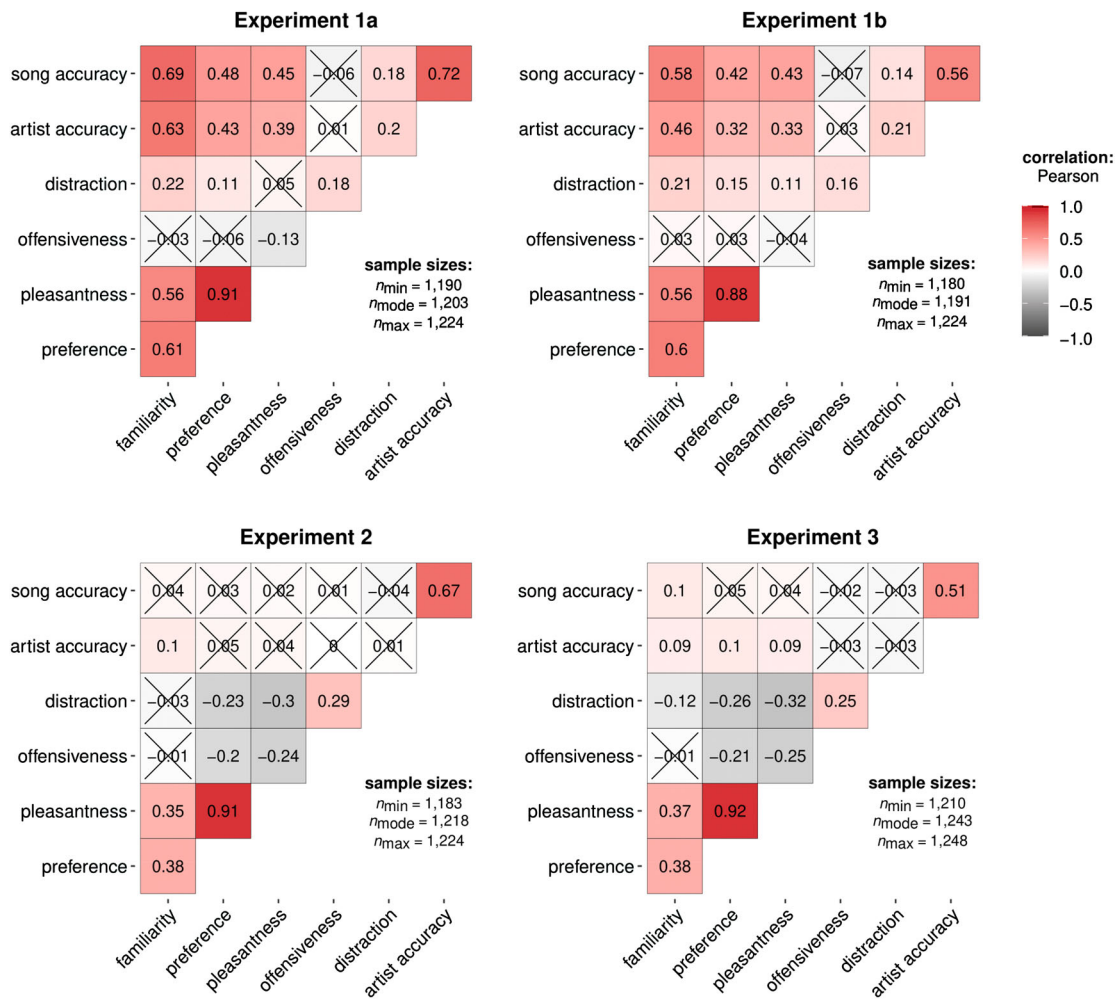 Experiment 1a
song accuracy 0.69 0.48 0.45 −0.06 0.18 0.72
artist accuracy 0.63 0.43 0.39 0.01 0.2
distraction 0.22 0.11 0.05 0.18
offensiveness −0.03 −0.06 −0.13
pleasantness 0.56 0.91
preference 0.61
sample sizes:
nmin = 1,190
nmode = 1,203
nmax = 1,224
familiarity
preference
pleasantness
offensiveness
distraction
artist accuracy
Experiment 1b
song accuracy 0.58 0.42 0.43 −0.07 0.14 0.56
artist accuracy 0.46 0.32 0.33 0.03 0.21
distraction 0.21 0.15 0.11 0.16
offensiveness 0.03 0.03 −0.04
pleasantness 0.56 0.88
preference 0.6
sample sizes:
nmin = 1,180
nmode = 1,191
nmax = 1,224
familiarity
preference
pleasantness
offensiveness
distraction
artist accuracy
correlation:
Pearson
1.0
0.5
0.0
−0.5
−1.0
Experiment 2
song accuracy 0.04 0.03 0.02 0.01 −0.04 0.67
artist accuracy 0.1 0.05 0.04 0 0.01
distraction −0.03 −0.23 −0.3 0.29
offensiveness −0.01 −0.2 −0.24
pleasantness 0.35 0.91
preference 0.38
sample sizes:
nmin = 1,183
nmode = 1,218
nmax = 1,224
familiarity
preference
pleasantness
offensiveness
distraction
artist accuracy
Experiment 3
song accuracy 0.1 0.05 0.04 −0.02 −0.03 0.51
artist accuracy 0.09 0.1 0.09 −0.03 −0.03
distraction −0.12 −0.26 −0.32 0.25
offensiveness −0.01 −0.21 −0.25
pleasantness 0.37 0.92
preference 0.38
sample sizes:
nmin = 1,210
nmode = 1,243
nmax = 1,248
familiarity
preference
pleasantness
offensiveness
distraction
artist accuracy